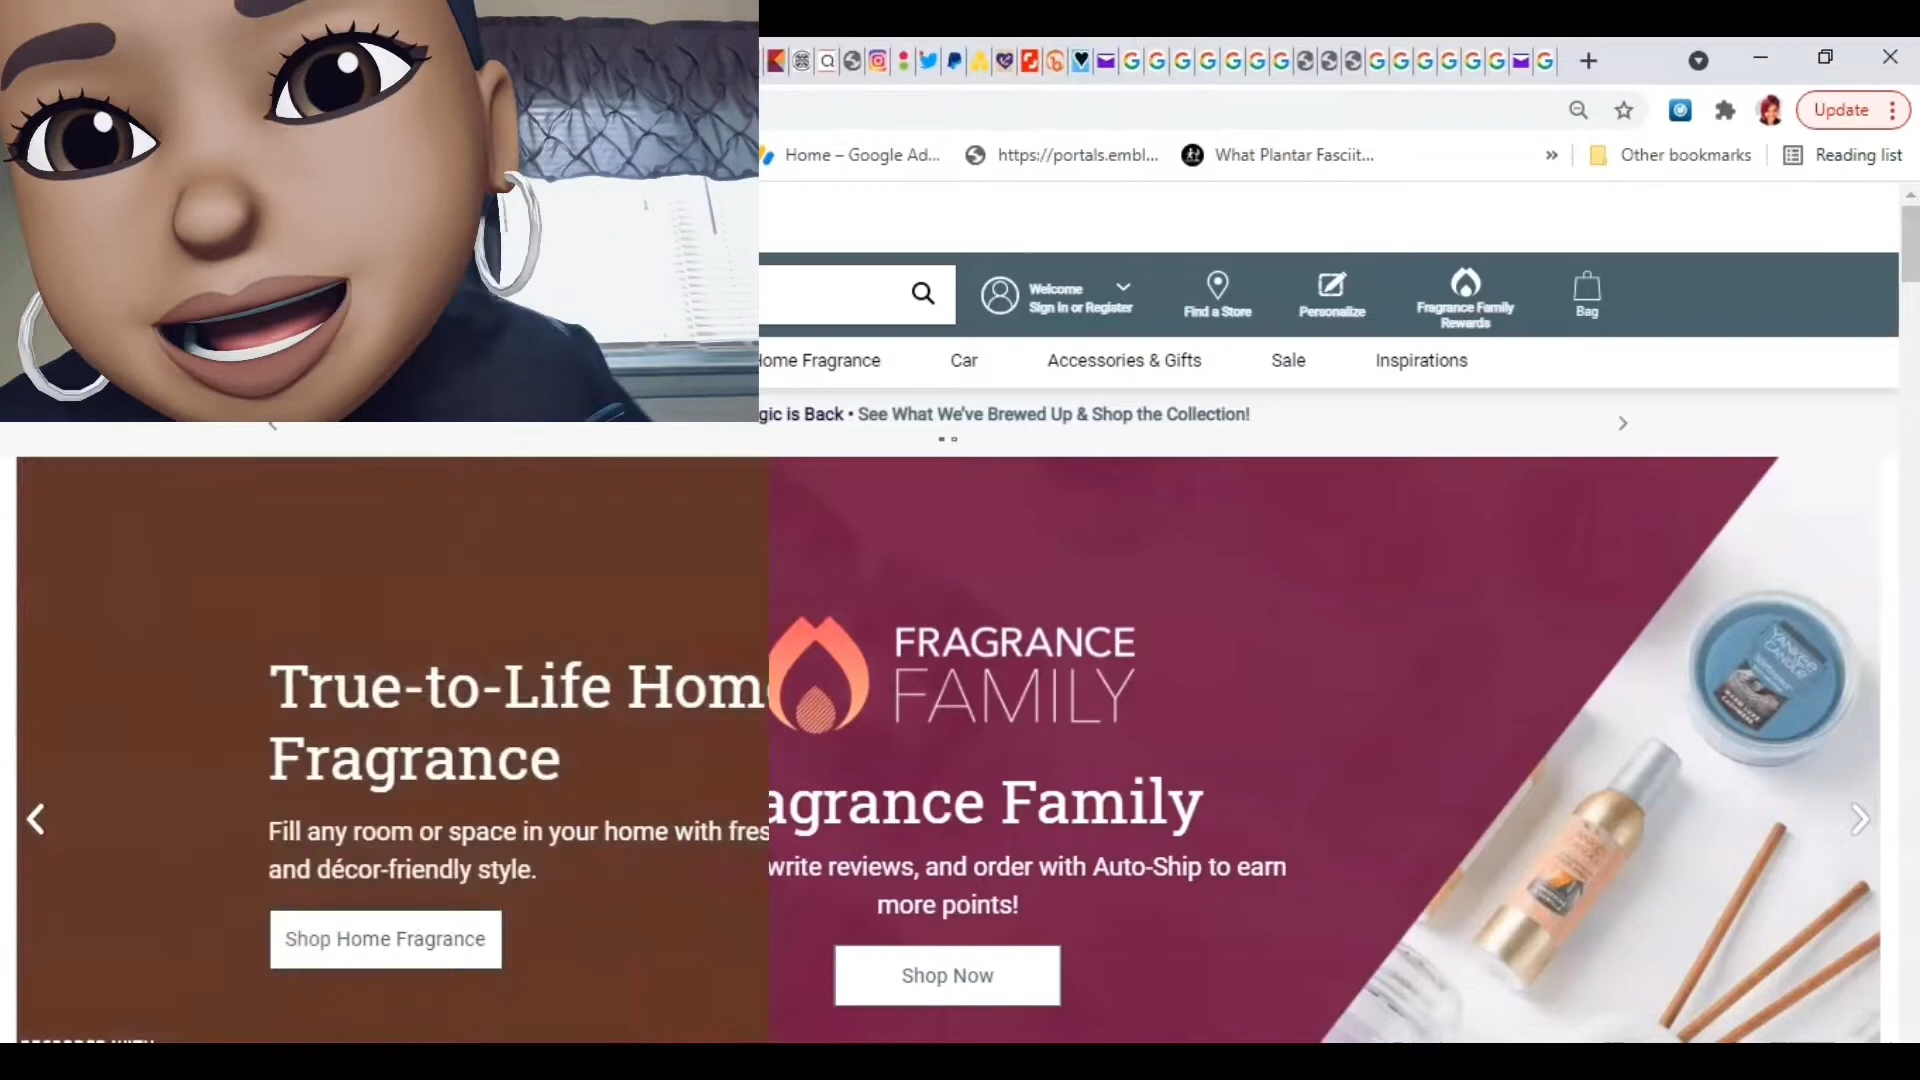 Update
Home – Google Ad...
https://portals.embl...
What Plantar Fasciit...
»
Other bookmarks
Reading list
Welcome
Sign In or Register
Find a Store
Personalize
Fragrance Family
Rewards
Bag
ome Fragrance
Car
Accessories & Gifts
Sale
Inspirations
gic is Back • See What We've Brewed Up & Shop the Collection!
True-to-Life Hom
Fragrance
Fill any room or space in your home with fres
and décor-friendly style.
Shop Home Fragrance
FRAGRANCE
FAMILY
agrance Family
write reviews, and order with Auto-Ship to earn
more points!
Shop Now
YANKEE
CANDLE